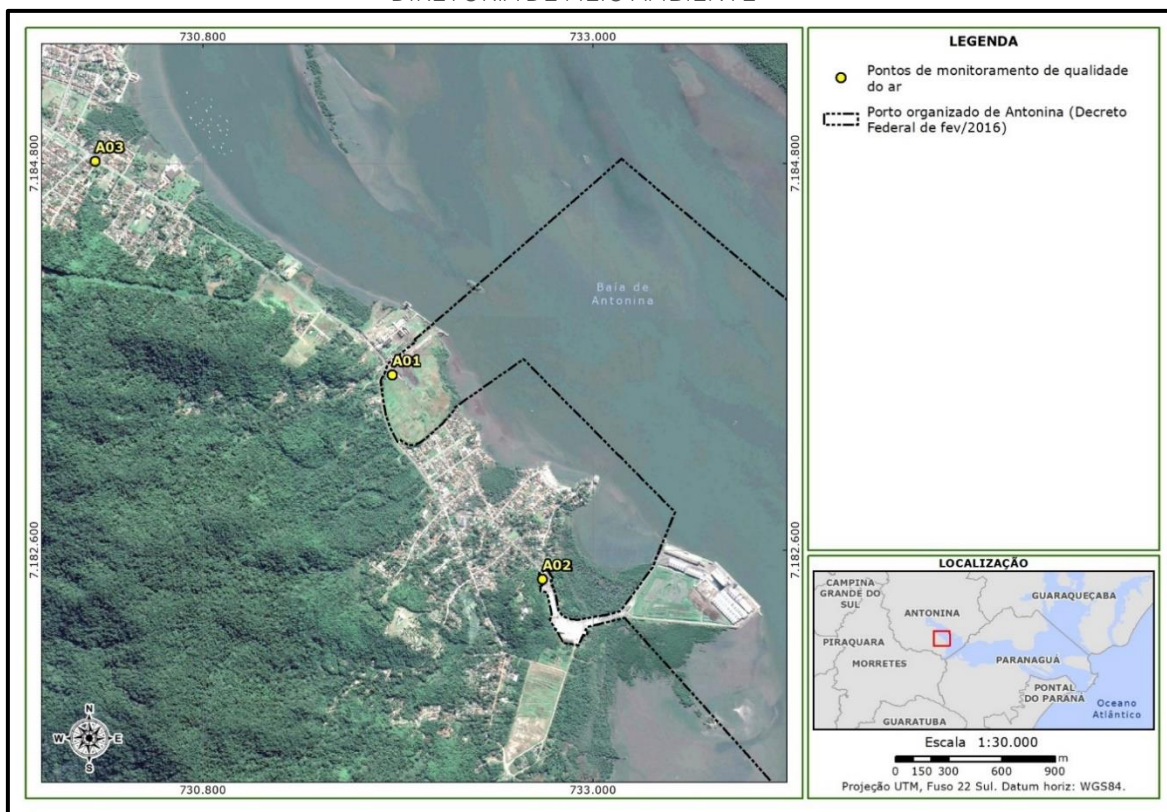 DIRETORIA DE MEIO AMBIENTE
730.800
733.000
7.184.800
7.184.800
A03
Baía de
Antonina
A01
7.182.600
7.182.600
A02
N
W
E
S
730.800
733.000
LEGENDA
Pontos de monitoramento de qualidade
do ar
Porto organizado de Antonina (Decreto
Federal de fev/2016)
LOCALIZAÇÃO
CAMPINA
GRANDE DO
SUL
GUARAQUEÇABA
ANTONINA
PIRAQUARA
PARANAGUÁ
MORRETES
PONTAL
DO PARANÁ
Oceano
Atlântico
GUARATUBA
Escala 1:30.000
m
0 150 300 600 900
Projeção UTM, Fuso 22 Sul. Datum horiz: WGS84.